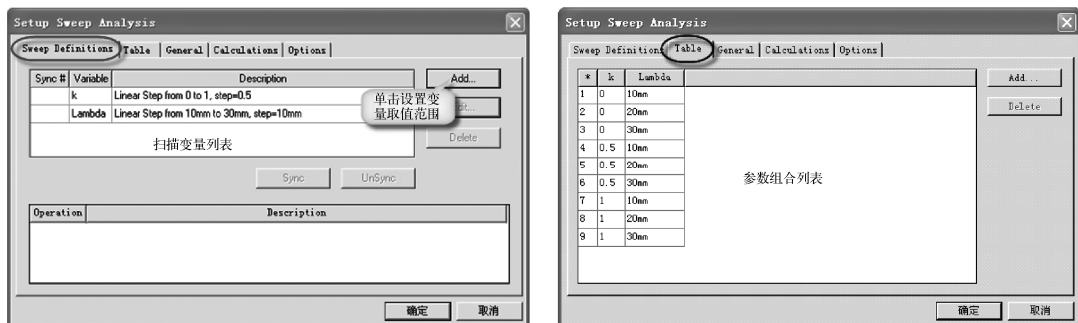 Setup Sweep Analysis
Sweep Definitions Table General Calculations Options
Sync # Variable Description
k Linear Step from 0 to 1, step=0.5
Lambda Linear Step from 10mm to 30mm, step=10mm
扫描变量列表
Add...
单击设置变
量取值范围
Delete
Sync UnSync
Operation Description
确定 取消
Setup Sweep Analysis
Sweep Definitions Table General Calculations Options
* k Lambda
1 0 10mm
2 0 20mm
3 0 30mm
4 0.5 10mm
5 0.5 20mm
6 0.5 30mm
7 1 10mm
8 1 20mm
9 1 30mm
参数组合列表
Add...
Delete
确定 取消